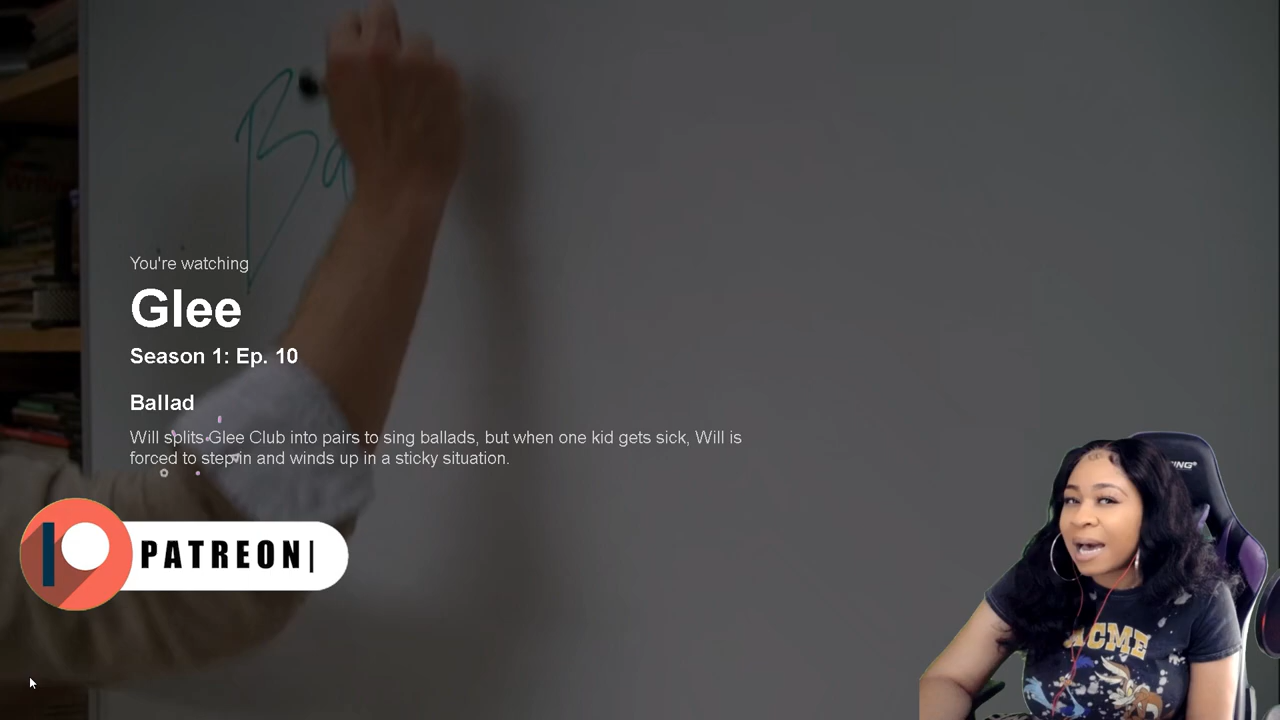 Ba
You're watching
Glee
Season 1: Ep. 10
Ballad
Will splits Glee Club into pairs to sing ballads, but when one kid gets sick, Will is
forced to step in and winds up in a sticky situation.
PATREON|
ACME